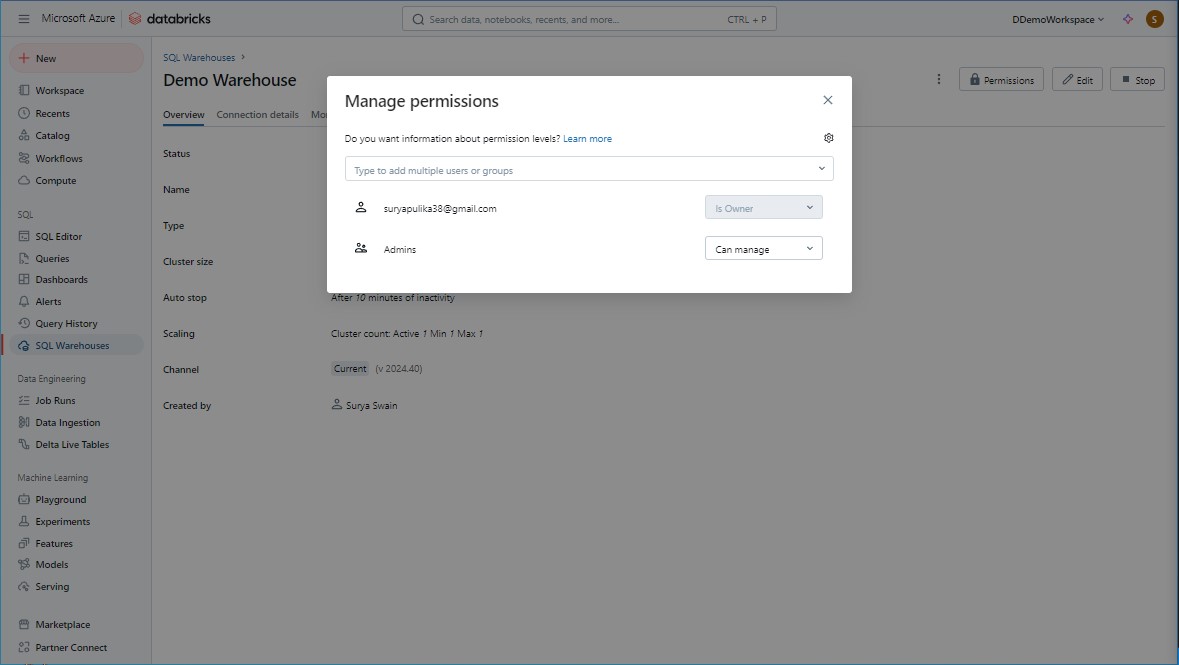 Microsoft Azure databricks Search data, notebooks, recents, and more... CTRL + P DDemoWorkspace S
New
Workspace
Recents
Catalog
Workflows
Compute
SQL
SQL Editor
Queries
Dashboards
Alerts
Query History
SQL Warehouses
Data Engineering
Job Runs
Data Ingestion
Delta Live Tables
Machine Learning
Playground
Experiments
Features
Models
Serving
Marketplace
Partner Connect
SQL Warehouses
Demo Warehouse
Permissions Edit Stop
Overview Connection details Mo
Status
Name
Type
Cluster size
Auto stop After 10 minutes of inactivity
Scaling Cluster count: Active 1 Min 1 Max 1
Channel Current (v 2024.40)
Created by Surya Swain
Manage permissions
Do you want information about permission levels? Learn more
Type to add multiple users or groups
suryapulika38@gmail.com Is Owner
Admins Can manage